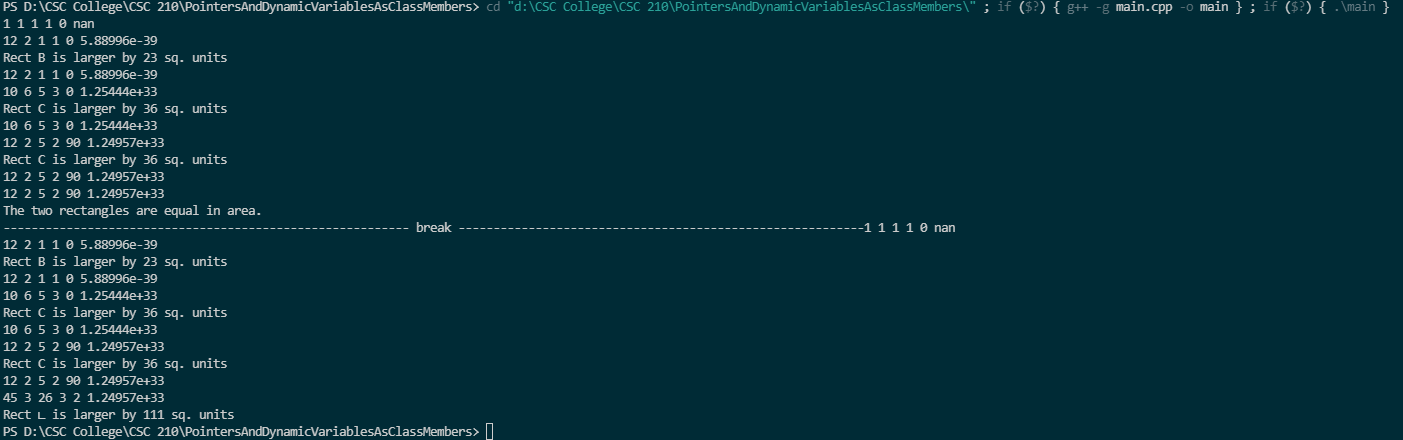 PS D:\CSC College\CSC 210\PointersAndDynamicVariablesAsClassMembers> cd "d:\CSC College\CSC 210\PointersAndDynamicVariablesAsClassMembers\" ; if ($?) { g++ -g main.cpp -o main } ; if ($?) { .\main }
1 1 1 1 0 nan
12 2 1 1 0 5.88996e-39
Rect B is larger by 23 sq. units
12 2 1 1 0 5.88996e-39
10 6 5 3 0 1.25444e+33
Rect C is larger by 36 sq. units
10 6 5 3 0 1.25444e+33
12 2 5 2 90 1.24957e+33
Rect C is larger by 36 sq. units
12 2 5 2 90 1.24957e+33
12 2 5 2 90 1.24957e+33
The two rectangles are equal in area.
---------------------------------------------------------- break ----------------------------------------------------------1 1 1 1 0 nan
12 2 1 1 0 5.88996e-39
Rect B is larger by 23 sq. units
12 2 1 1 0 5.88996e-39
10 6 5 3 0 1.25444e+33
Rect C is larger by 36 sq. units
10 6 5 3 0 1.25444e+33
12 2 5 2 90 1.24957e+33
Rect C is larger by 36 sq. units
12 2 5 2 90 1.24957e+33
45 3 26 3 2 1.24957e+33
Rect ∟ is larger by 111 sq. units
PS D:\CSC College\CSC 210\PointersAndDynamicVariablesAsClassMembers>